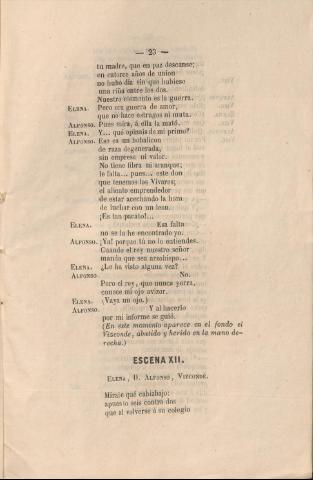 — 23 —
tu madre, que en paz descanse;
en catorce años de union
no hubo dia sin que hubiese
una riña entre los dos.
Nuestro elemento es la guerra.
ELENA. Pero esa guerra de amor,
que no hace estragos ni mata.
ALFONSO. Pues mira, á ella la mató.
ELENA. Y... qué opinais de mi primo?
ALFONSO. Ese es un bobalicon
de raza degenerada,
sin empresa ni valor.
No tiene fibra ni arranque;
le falta... pues... este don
que tenemos los Vivares;
el aliento emprendedor
de estar acechando la hora
de luchar con un leon.
¡Es tan pacato!...
ELENA. Esa falta
no se la he encontrado yo.
ALFONSO. ¡Ya! porque tú no lo entiendes.
Cuando el rey nuestro señor
manda que sea arzobispo...
ELENA. ¿Le ha visto alguna vez?
ALFONSO. No.
Pero el rey, que nunca yerra,
conoce mi ojo avizor.
ELENA. (Vaya un ojo.)
ALFONSO. Y al hacerlo
por mi informe se guió.
(En este momento aparece en el fondo el
Vizconde, abatido y herido en la mano de-
recha.)
ESCENA XII.
ELENA, D. ALFONSO, VIZCONDE.
Mírale qué cabizbajo:
apuesto seis contra dos
que al volverse á su colegio